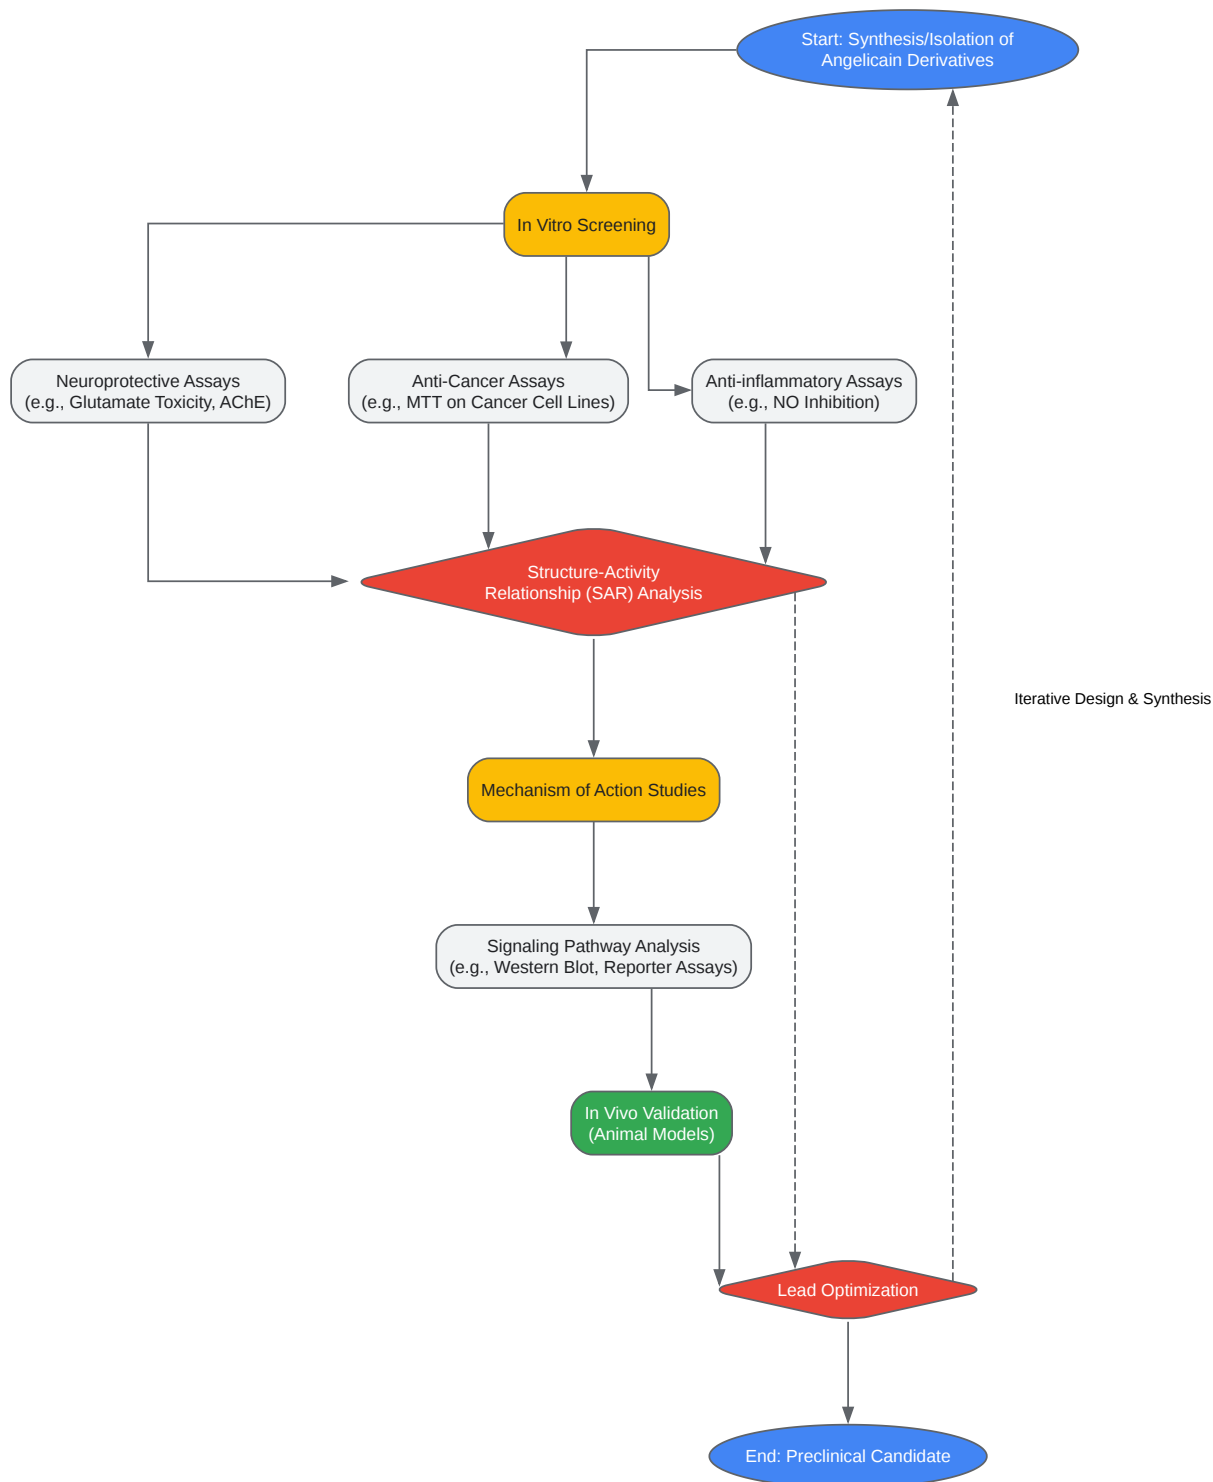 Start: Synthesis/Isolation of
Angelicain Derivatives
In Vitro Screening
Neuroprotective Assays
(e.g., Glutamate Toxicity, AChE)
Anti-Cancer Assays
(e.g., MTT on Cancer Cell Lines)
Anti-inflammatory Assays
(e.g., NO Inhibition)
Structure-Activity
Relationship (SAR) Analysis
Iterative Design & Synthesis
Mechanism of Action Studies
Signaling Pathway Analysis
(e.g., Western Blot, Reporter Assays)
In Vivo Validation
(Animal Models)
Lead Optimization
End: Preclinical Candidate